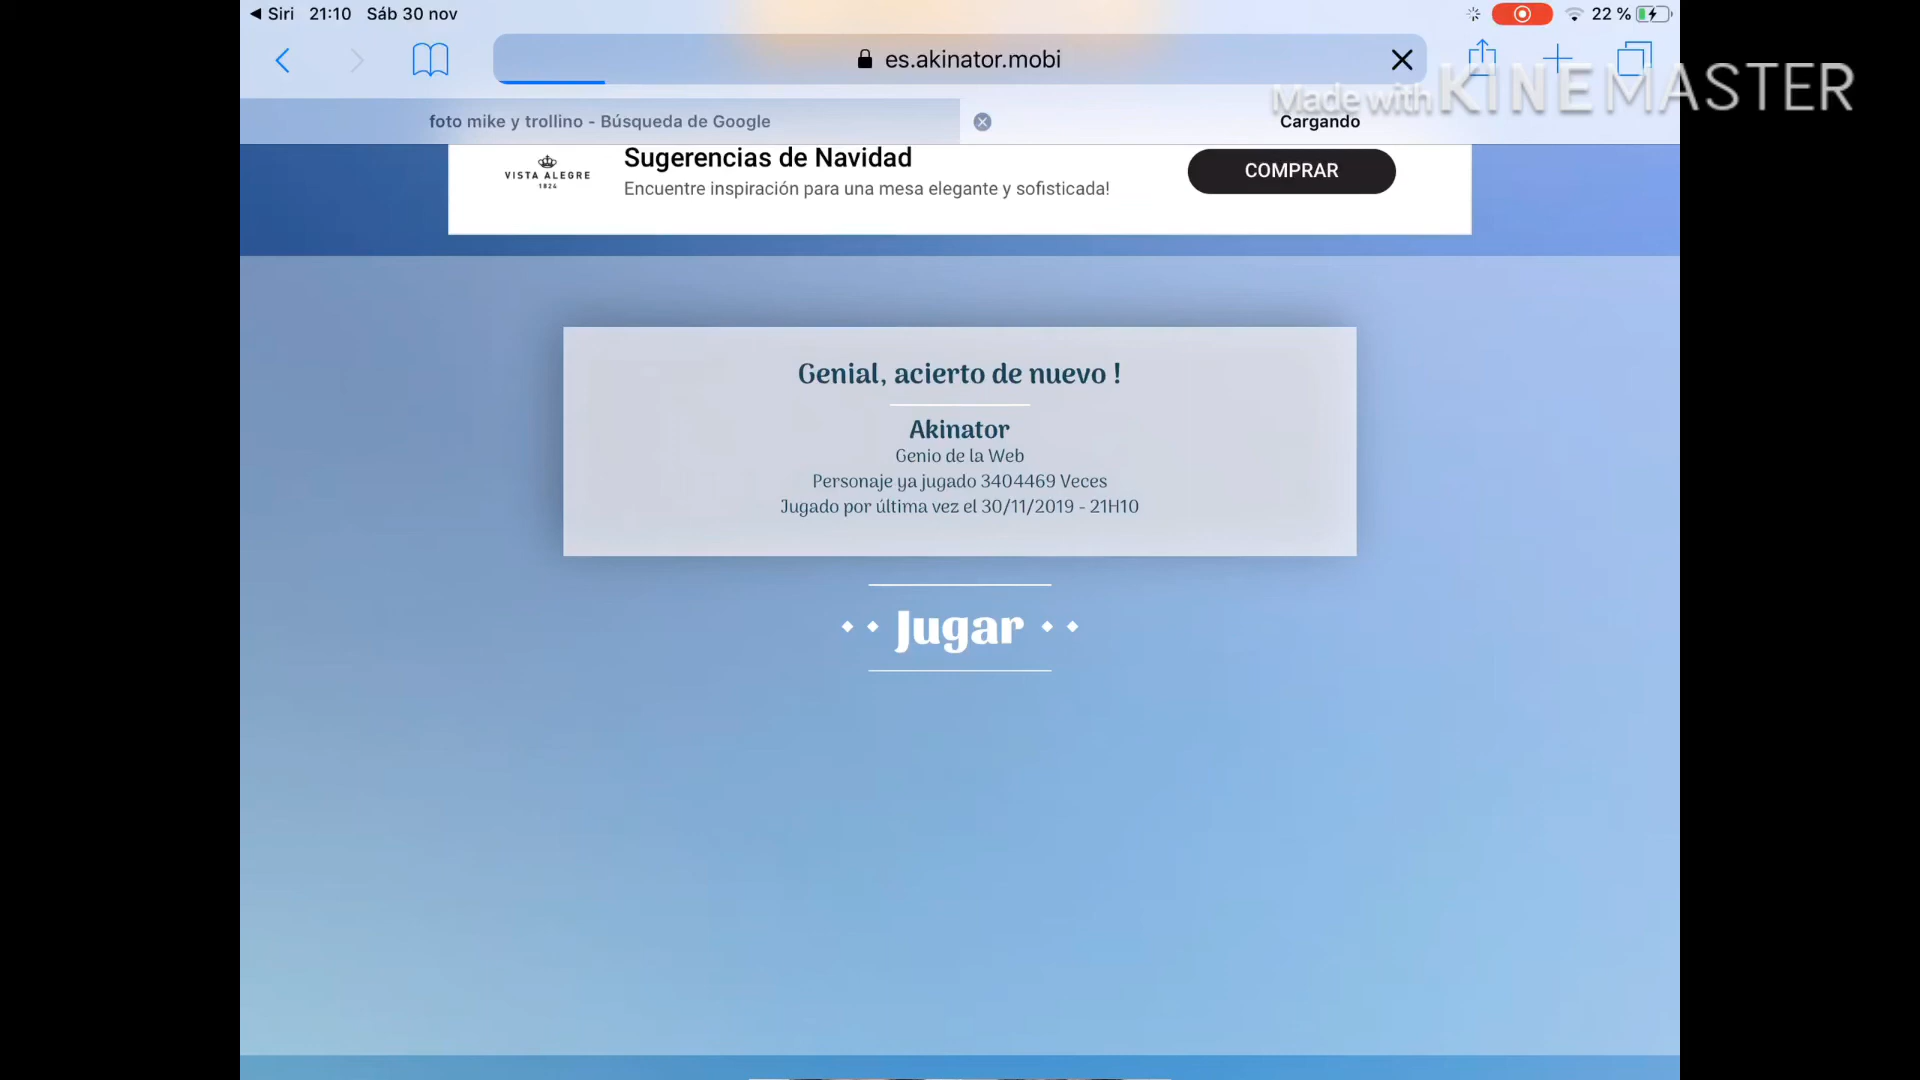 Siri 21:10 Sáb 30 nov 22 %
es.akinator.mobi
Made with KINEMASTER
foto mike y trollino - Búsqueda de Google
Cargando
VISTA ALEGRE
1824
Sugerencias de Navidad
Encuentre inspiración para una mesa elegante y sofisticada!
COMPRAR
Genial, acierto de nuevo !
Akinator
Genio de la Web
Personaje ya jugado 3404469 Veces
Jugado por última vez el 30/11/2019 - 21H10
Jugar